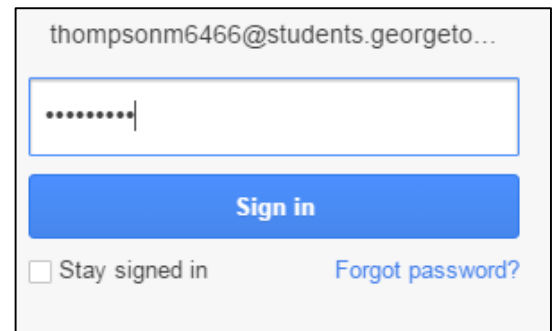 thompsonm6466@students.georgeto...
•••••••••
Sign in
Stay signed in Forgot password?